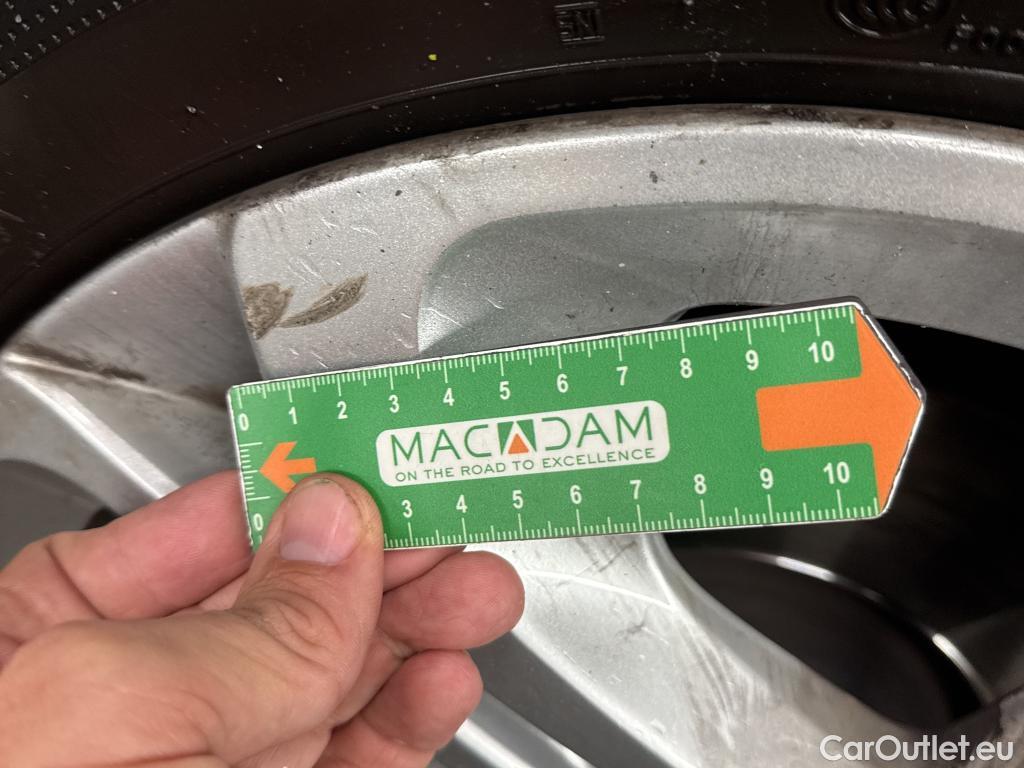 0 1 2 3 4 5 6 7 8 9 10
MACADAM
ON THE ROAD TO EXCELLENCE
0 3 4 5 6 7 8 9 10
CarOutlet.eu